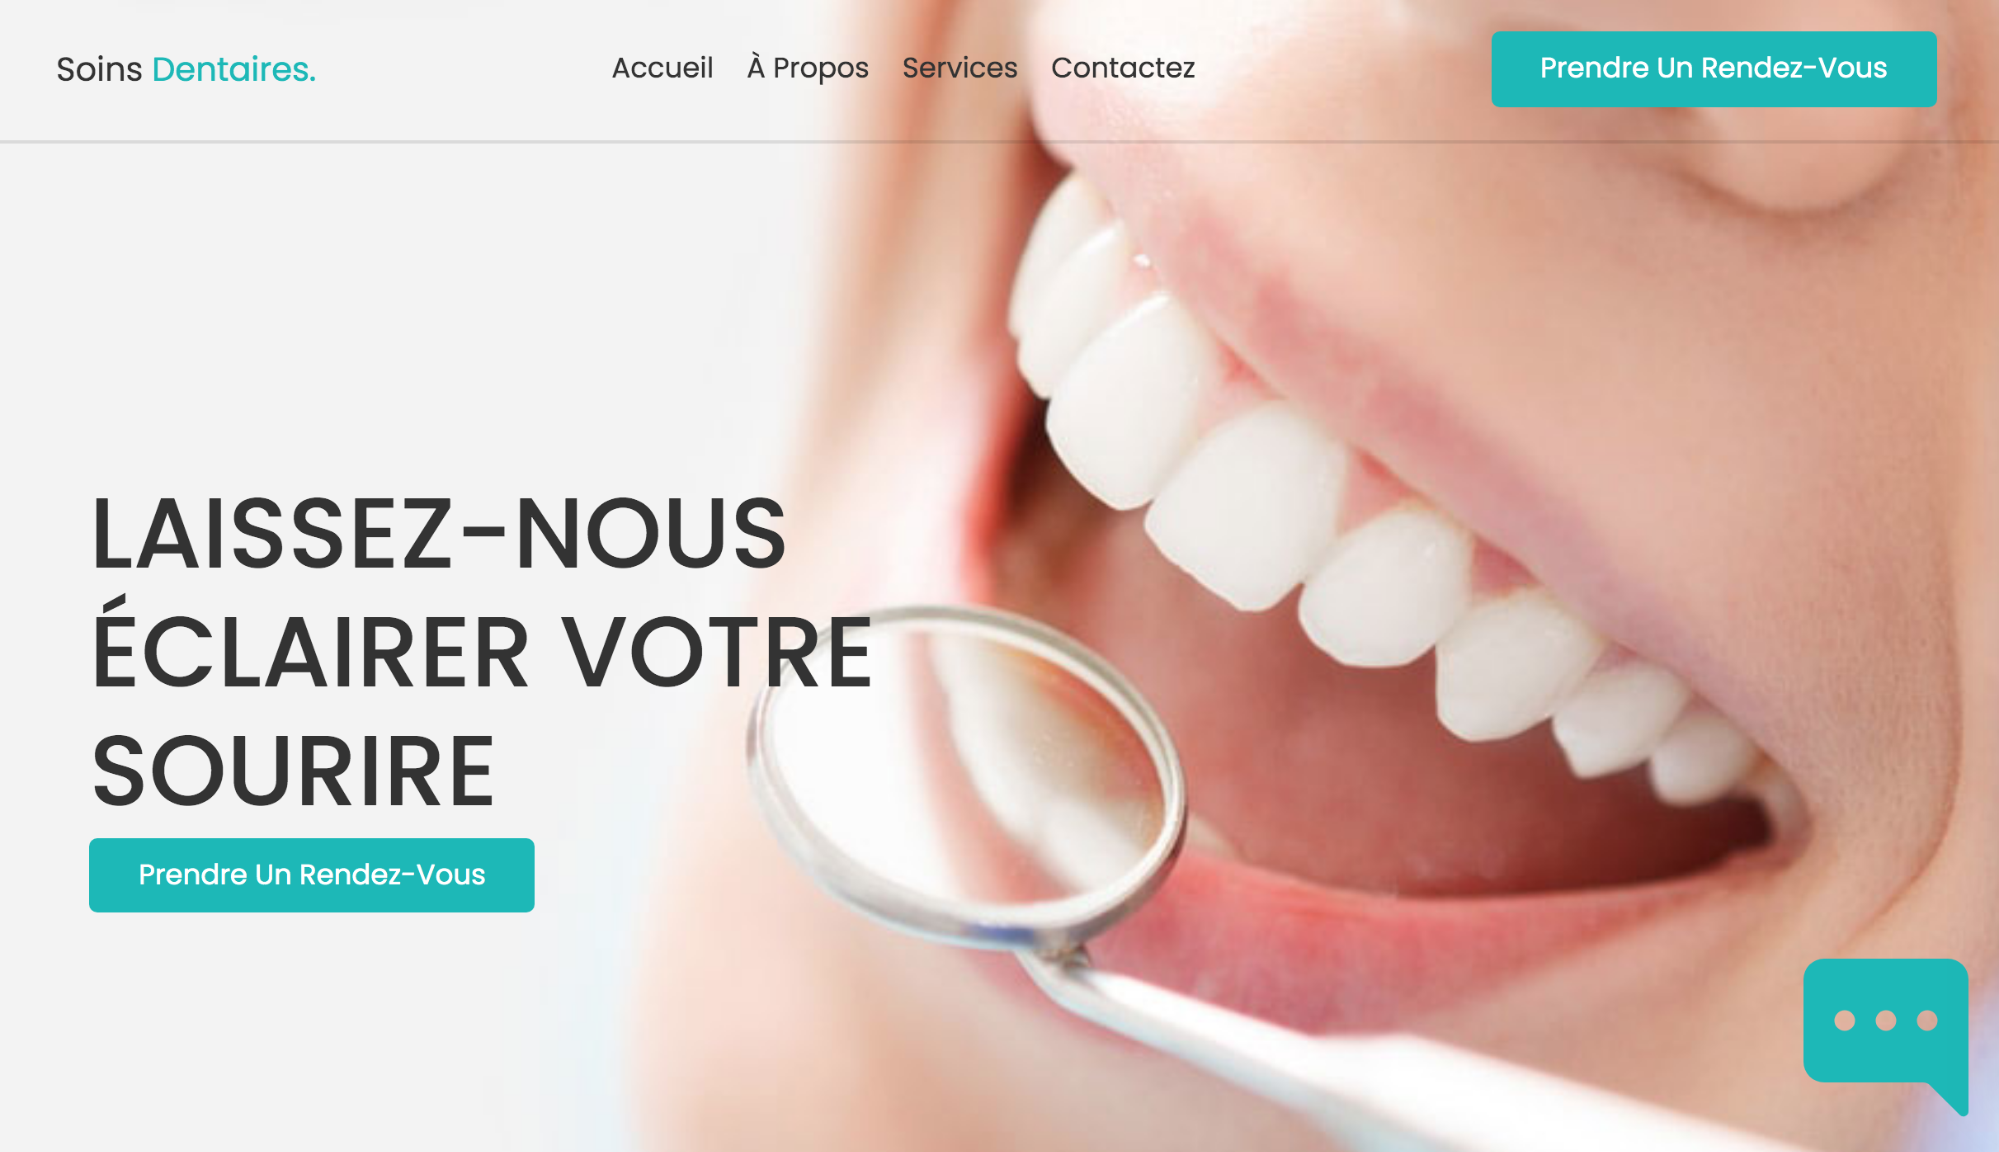 Soins Dentaires.
Accueil À Propos Services Contactez
Prendre Un Rendez-Vous
LAISSEZ-NOUS
ÉCLAIRER VOTRE
SOURIRE
Prendre Un Rendez-Vous